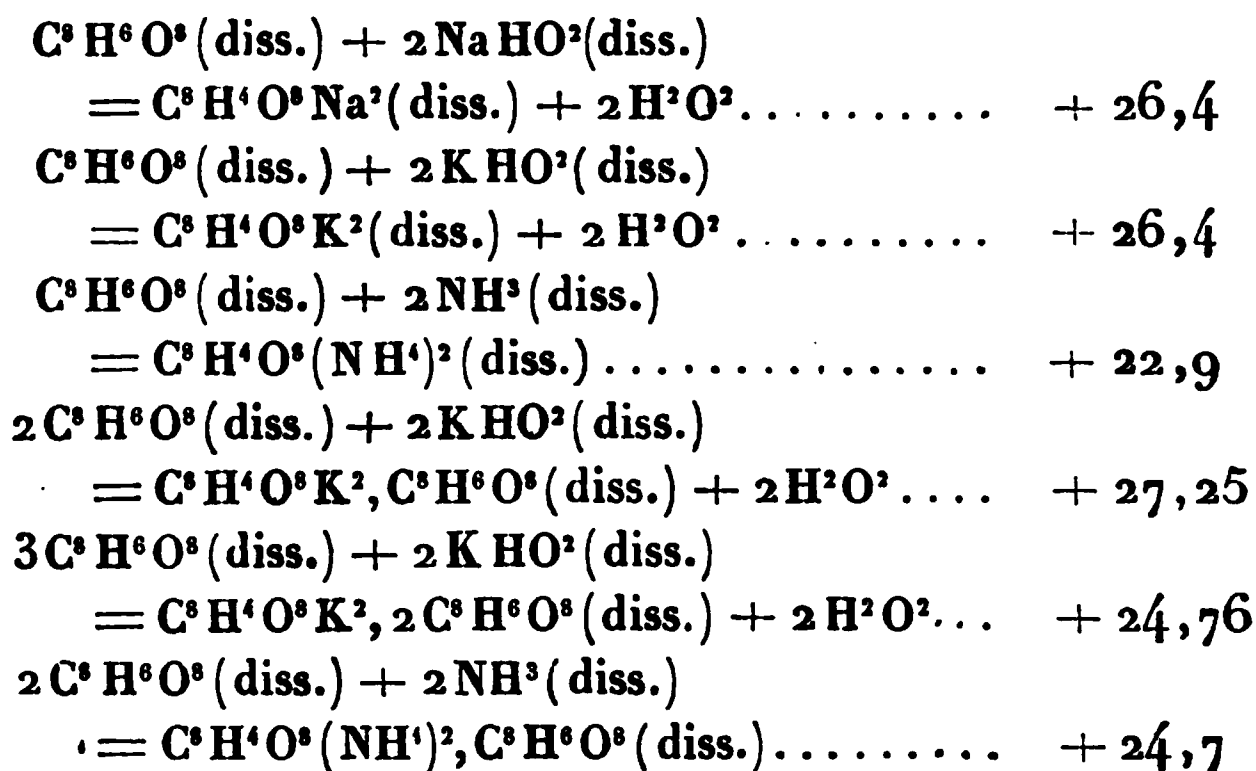 C⁸H⁶O⁸(diss.) + 2NaHO²(diss.)
= C⁸H⁴O⁸Na²(diss.) + 2H²O².......... + 26,4
C⁸H⁶O⁸(diss.) + 2KHO²(diss.)
= C⁸H⁴O⁸K²(diss.) + 2H²O².......... + 26,4
C⁸H⁶O⁸(diss.) + 2NH³(diss.)
= C⁸H⁴O⁸(NH⁴)²(diss.)............... + 22,9
2C⁸H⁶O⁸(diss.) + 2KHO²(diss.)
= C⁸H⁴O⁸K²,C⁸H⁶O⁸(diss.) + 2H²O².... + 27,25
3C⁸H⁶O⁸(diss.) + 2KHO²(diss.)
= C⁸H⁴O⁸K²,2C⁸H⁶O⁸(diss.) + 2H²O²... + 24,76
2C⁸H⁶O⁸(diss.) + 2NH³(diss.)
= C⁸H⁴O⁸(NH⁴)²,C⁸H⁶O⁸(diss.)......... + 24,7